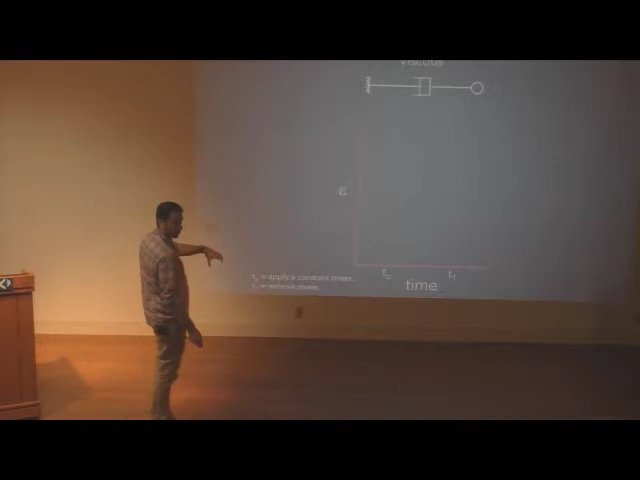 viscous
ε
t₀ t₁
t₀ = apply a constant stress
t₁ = remove stress
time